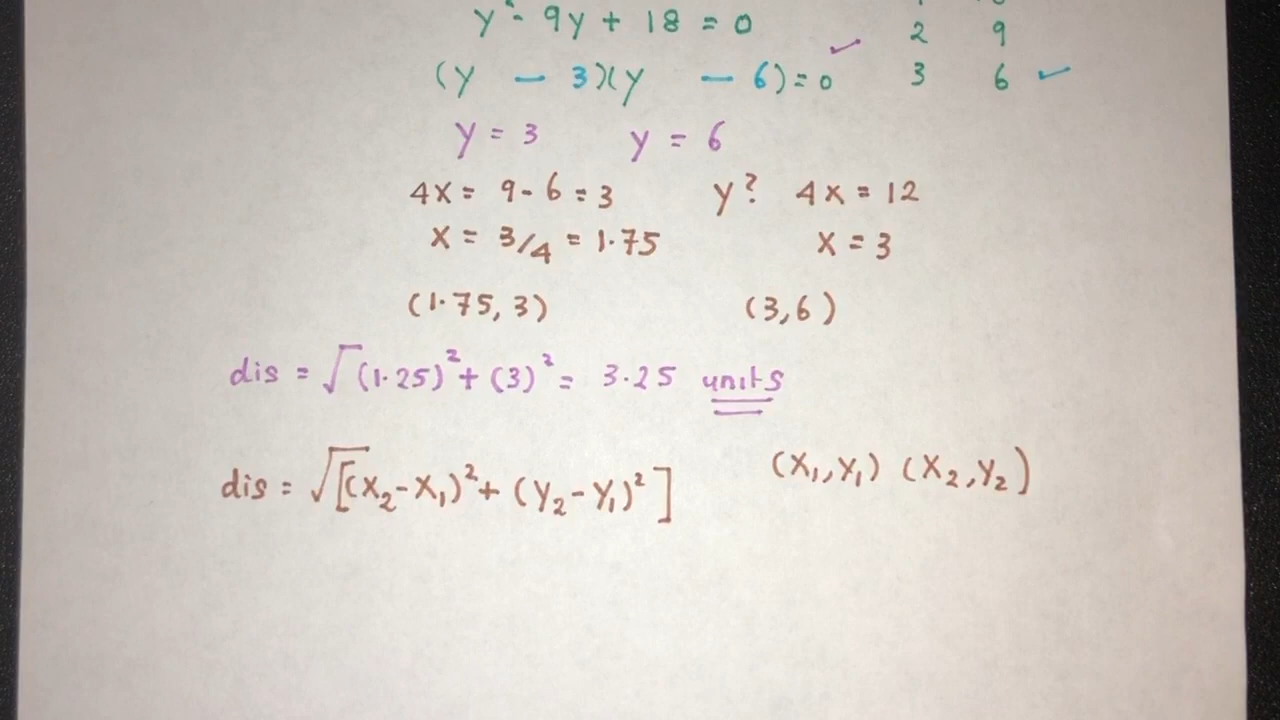 y² - 9y + 18 = 0
2 9
(y - 3)(y - 6) = 0 ✓ 3 6 ✓
y = 3 y = 6
4x = 9 - 6 = 3 y? 4x = 12
x = 3/4 = 1.75 x = 3
(1.75, 3) (3,6)
dis = √(1.25)² + (3)² = 3.25 units
dis = √[(x₂-x₁)² + (y₂-y₁)²] (x₁,y₁) (x₂,y₂)